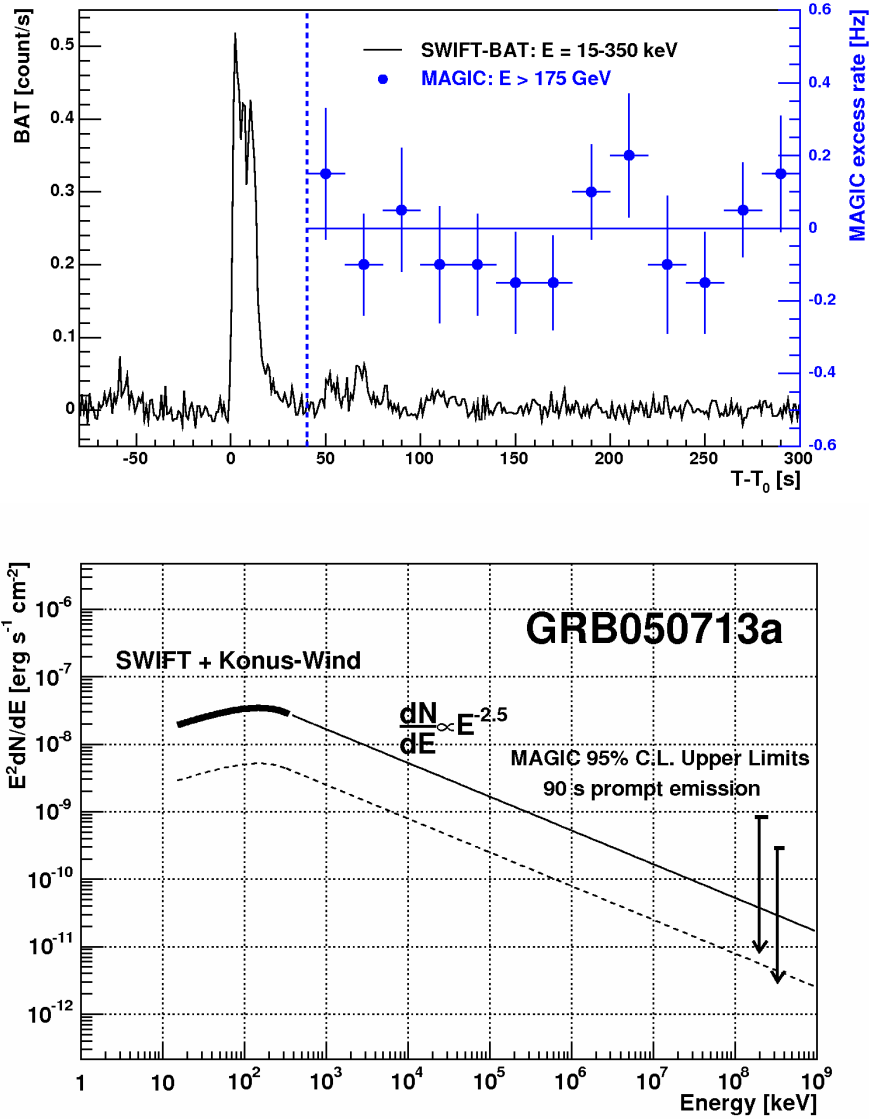 BAT [count/s]
0.5
0.4
0.3
0.2
0.1
0
SWIFT-BAT: E = 15-350 keV
MAGIC: E > 175 GeV
0.6
0.4
0.2
0
-0.2
-0.4
-0.6
MAGIC excess rate [Hz]
-50 0 50 100 150 200 250 300
T-T₀ [s]
E²dN/dE [erg s⁻¹ cm⁻²]
10⁻⁶
10⁻⁷
10⁻⁸
10⁻⁹
10⁻¹⁰
10⁻¹¹
10⁻¹²
GRB050713a
SWIFT + Konus-Wind
dN/dE ∝E⁻²·⁵
MAGIC 95% C.L. Upper Limits
90 s prompt emission
1 10 10² 10³ 10⁴ 10⁵ 10⁶ 10⁷ 10⁸ 10⁹
Energy [keV]